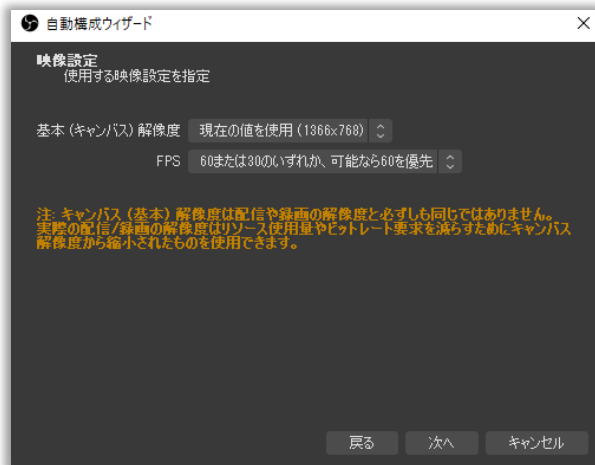 自動構成ウィザード
映像設定
使用する映像設定を指定
基本 (キャンバス) 解像度 現在の値を使用 (1366x768)
FPS 60または30のいずれか、可能なら60を優先
注: キャンバス (基本) 解像度は配信や録画の解像度と必ずしも同じではありません。
実際の配信/録画の解像度はリソース使用量やビットレート要求を減らすためにキャンバス
解像度から縮小されたものを使用できます。
戻る 次へ キャンセル